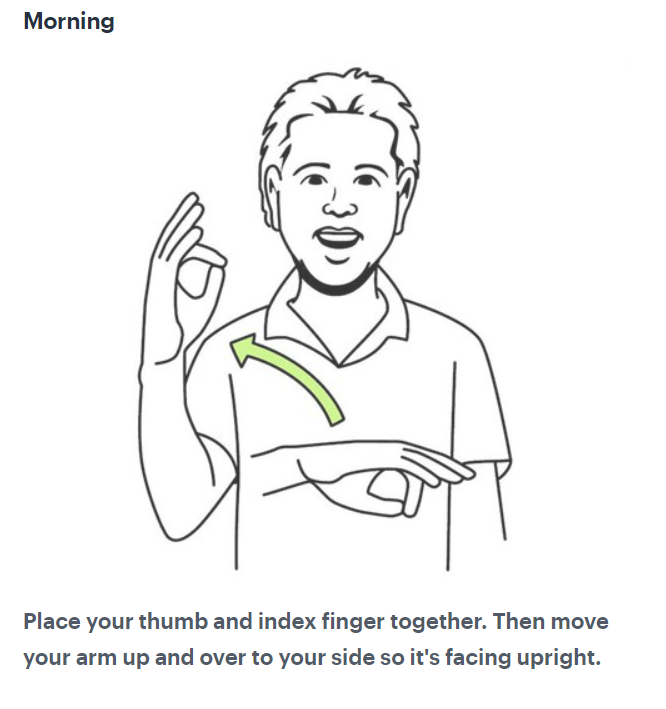 Morning
Place your thumb and index finger together. Then move
your arm up and over to your side so it's facing upright.